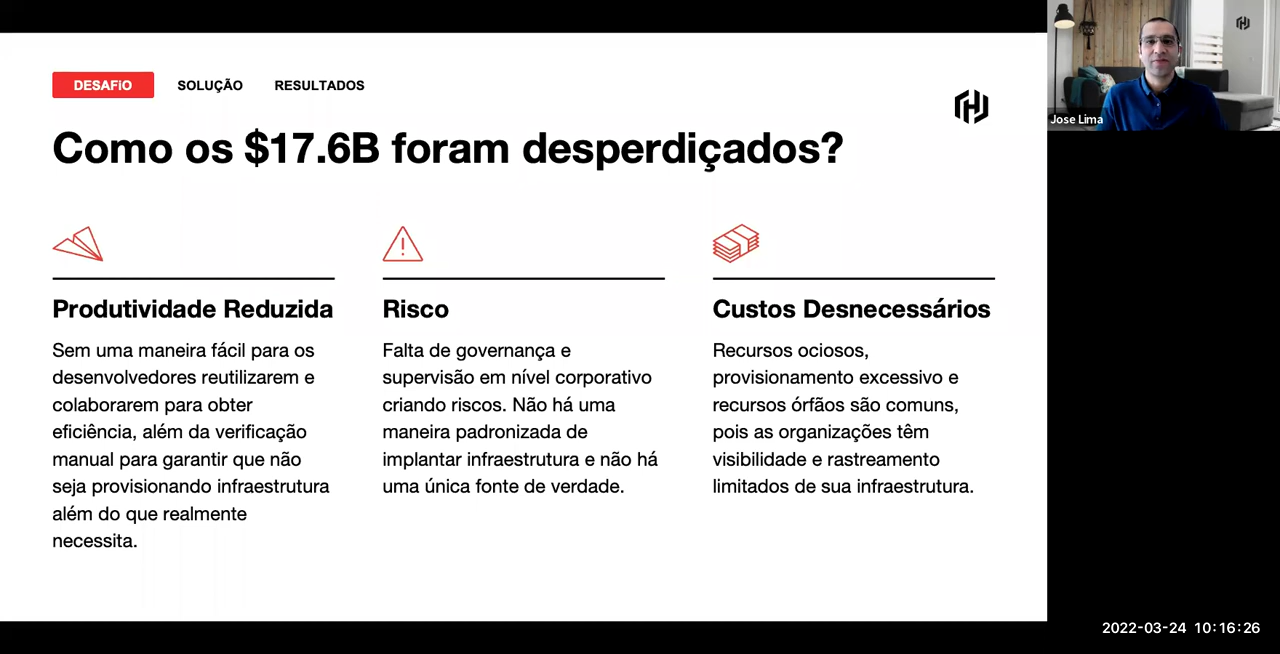 DESAFIO SOLUÇÃO RESULTADOS
Como os $17.6B foram desperdiçados?
Produtividade Reduzida
Sem uma maneira fácil para os
desenvolvedores reutilizarem e
colaborarem para obter
eficiência, além da verificação
manual para garantir que não
seja provisionando infraestrutura
além do que realmente
necessita.
Risco
Falta de governança e
supervisão em nível corporativo
criando riscos. Não há uma
maneira padronizada de
implantar infraestrutura e não há
uma única fonte de verdade.
Custos Desnecessários
Recursos ociosos,
provisionamento excessivo e
recursos órfãos são comuns,
pois as organizações têm
visibilidade e rastreamento
limitados de sua infraestrutura.
Jose Lima
2022-03-24 10:16:26